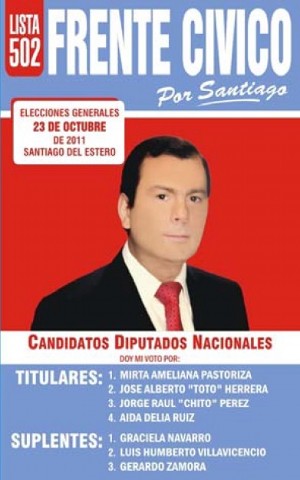 LISTA
502
FRENTE CIVICO
Por Santiago
ELECCIONES GENERALES
23 DE OCTUBRE
DE 2011
SANTIAGO DEL ESTERO
CANDIDATOS DIPUTADOS NACIONALES
DOY MI VOTO POR:
TITULARES:
1. MIRTA AMELIANA PASTORIZA
2. JOSE ALBERTO "TOTO" HERRERA
3. JORGE RAUL "CHITO" PEREZ
4. AIDA DELIA RUIZ
SUPLENTES:
1. GRACIELA NAVARRO
2. LUIS HUMBERTO VILLAVICENCIO
3. GERARDO ZAMORA